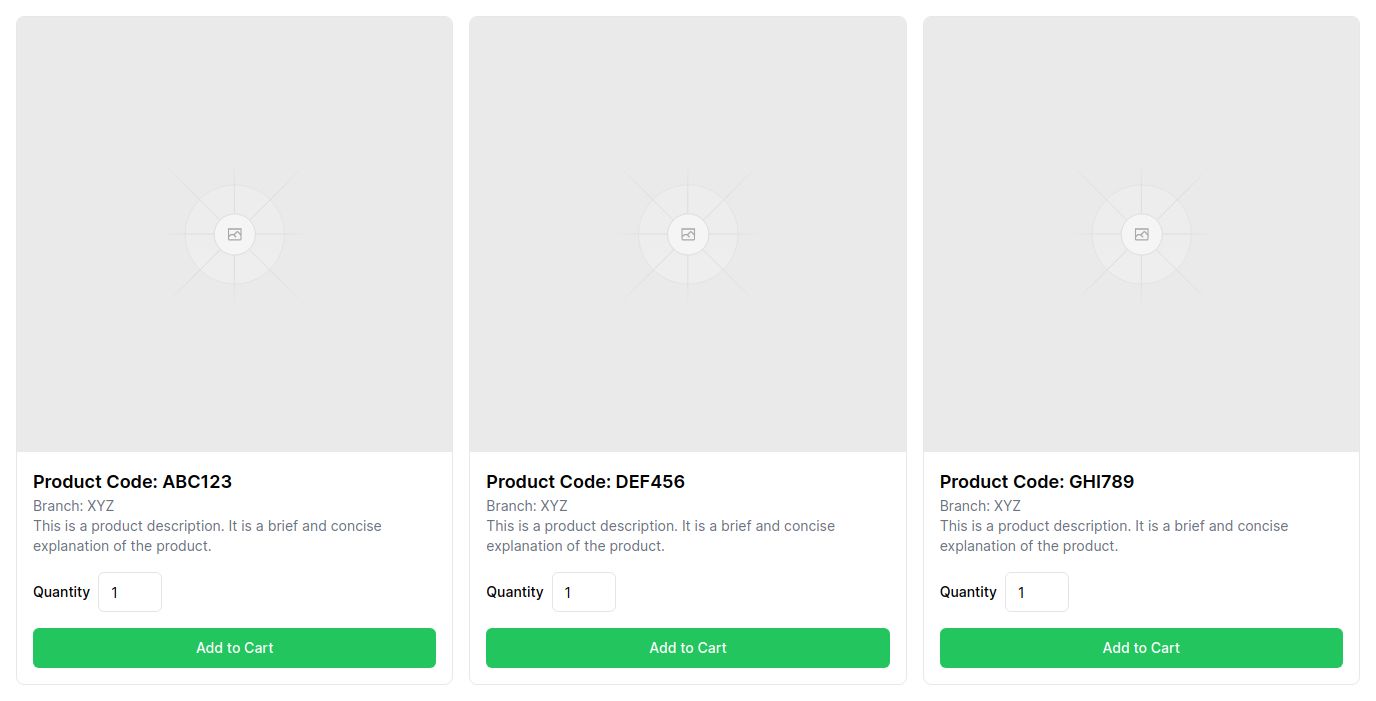 Product Code: ABC123
Branch: XYZ
This is a product description. It is a brief and concise
explanation of the product.
Quantity 1
Add to Cart
Product Code: DEF456
Branch: XYZ
This is a product description. It is a brief and concise
explanation of the product.
Quantity 1
Add to Cart
Product Code: GHI789
Branch: XYZ
This is a product description. It is a brief and concise
explanation of the product.
Quantity 1
Add to Cart